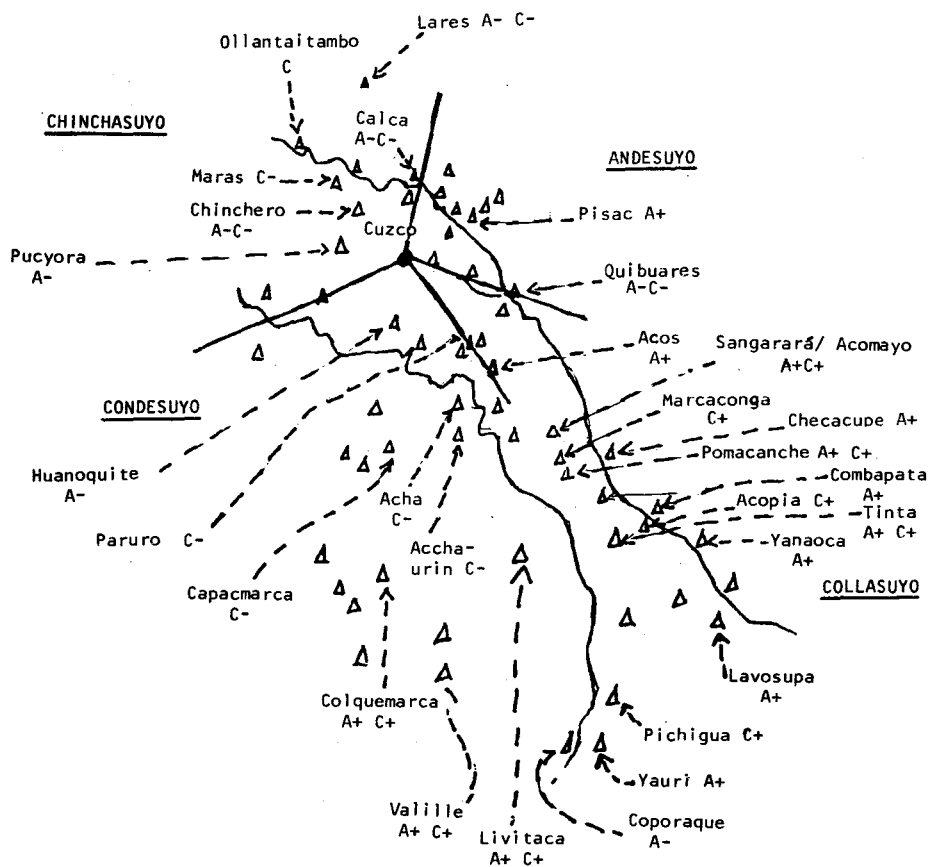 Lares A- C-
Ollantaitambo
C
CHINCHASUYO
Calca
A-C-
ANDESUYO
Maras C-
Chinchero
A-C-
Pisac A+
Cuzco
Pucyora
A-
Quibuares
A-C-
Acos
A+
Sangarará/ Acomayo
A+C+
Marcaconga
C+
CONDESUYO
Checacupe A+
Pomacanche A+ C+
Huanoquite
A-
Combapata
A+
Acha
C-
Acopia C+
Tinta
A+ C+
Paruro C-
Accha-
urin C-
Yanaoca
A+
Capacmarca
C-
COLLASUYO
Lavosupa
A+
Colquemarca
A+ C+
Pichigua C+
Yauri A+
Valille
A+ C+
Livitaca
A+ C+
Coporaque
A-